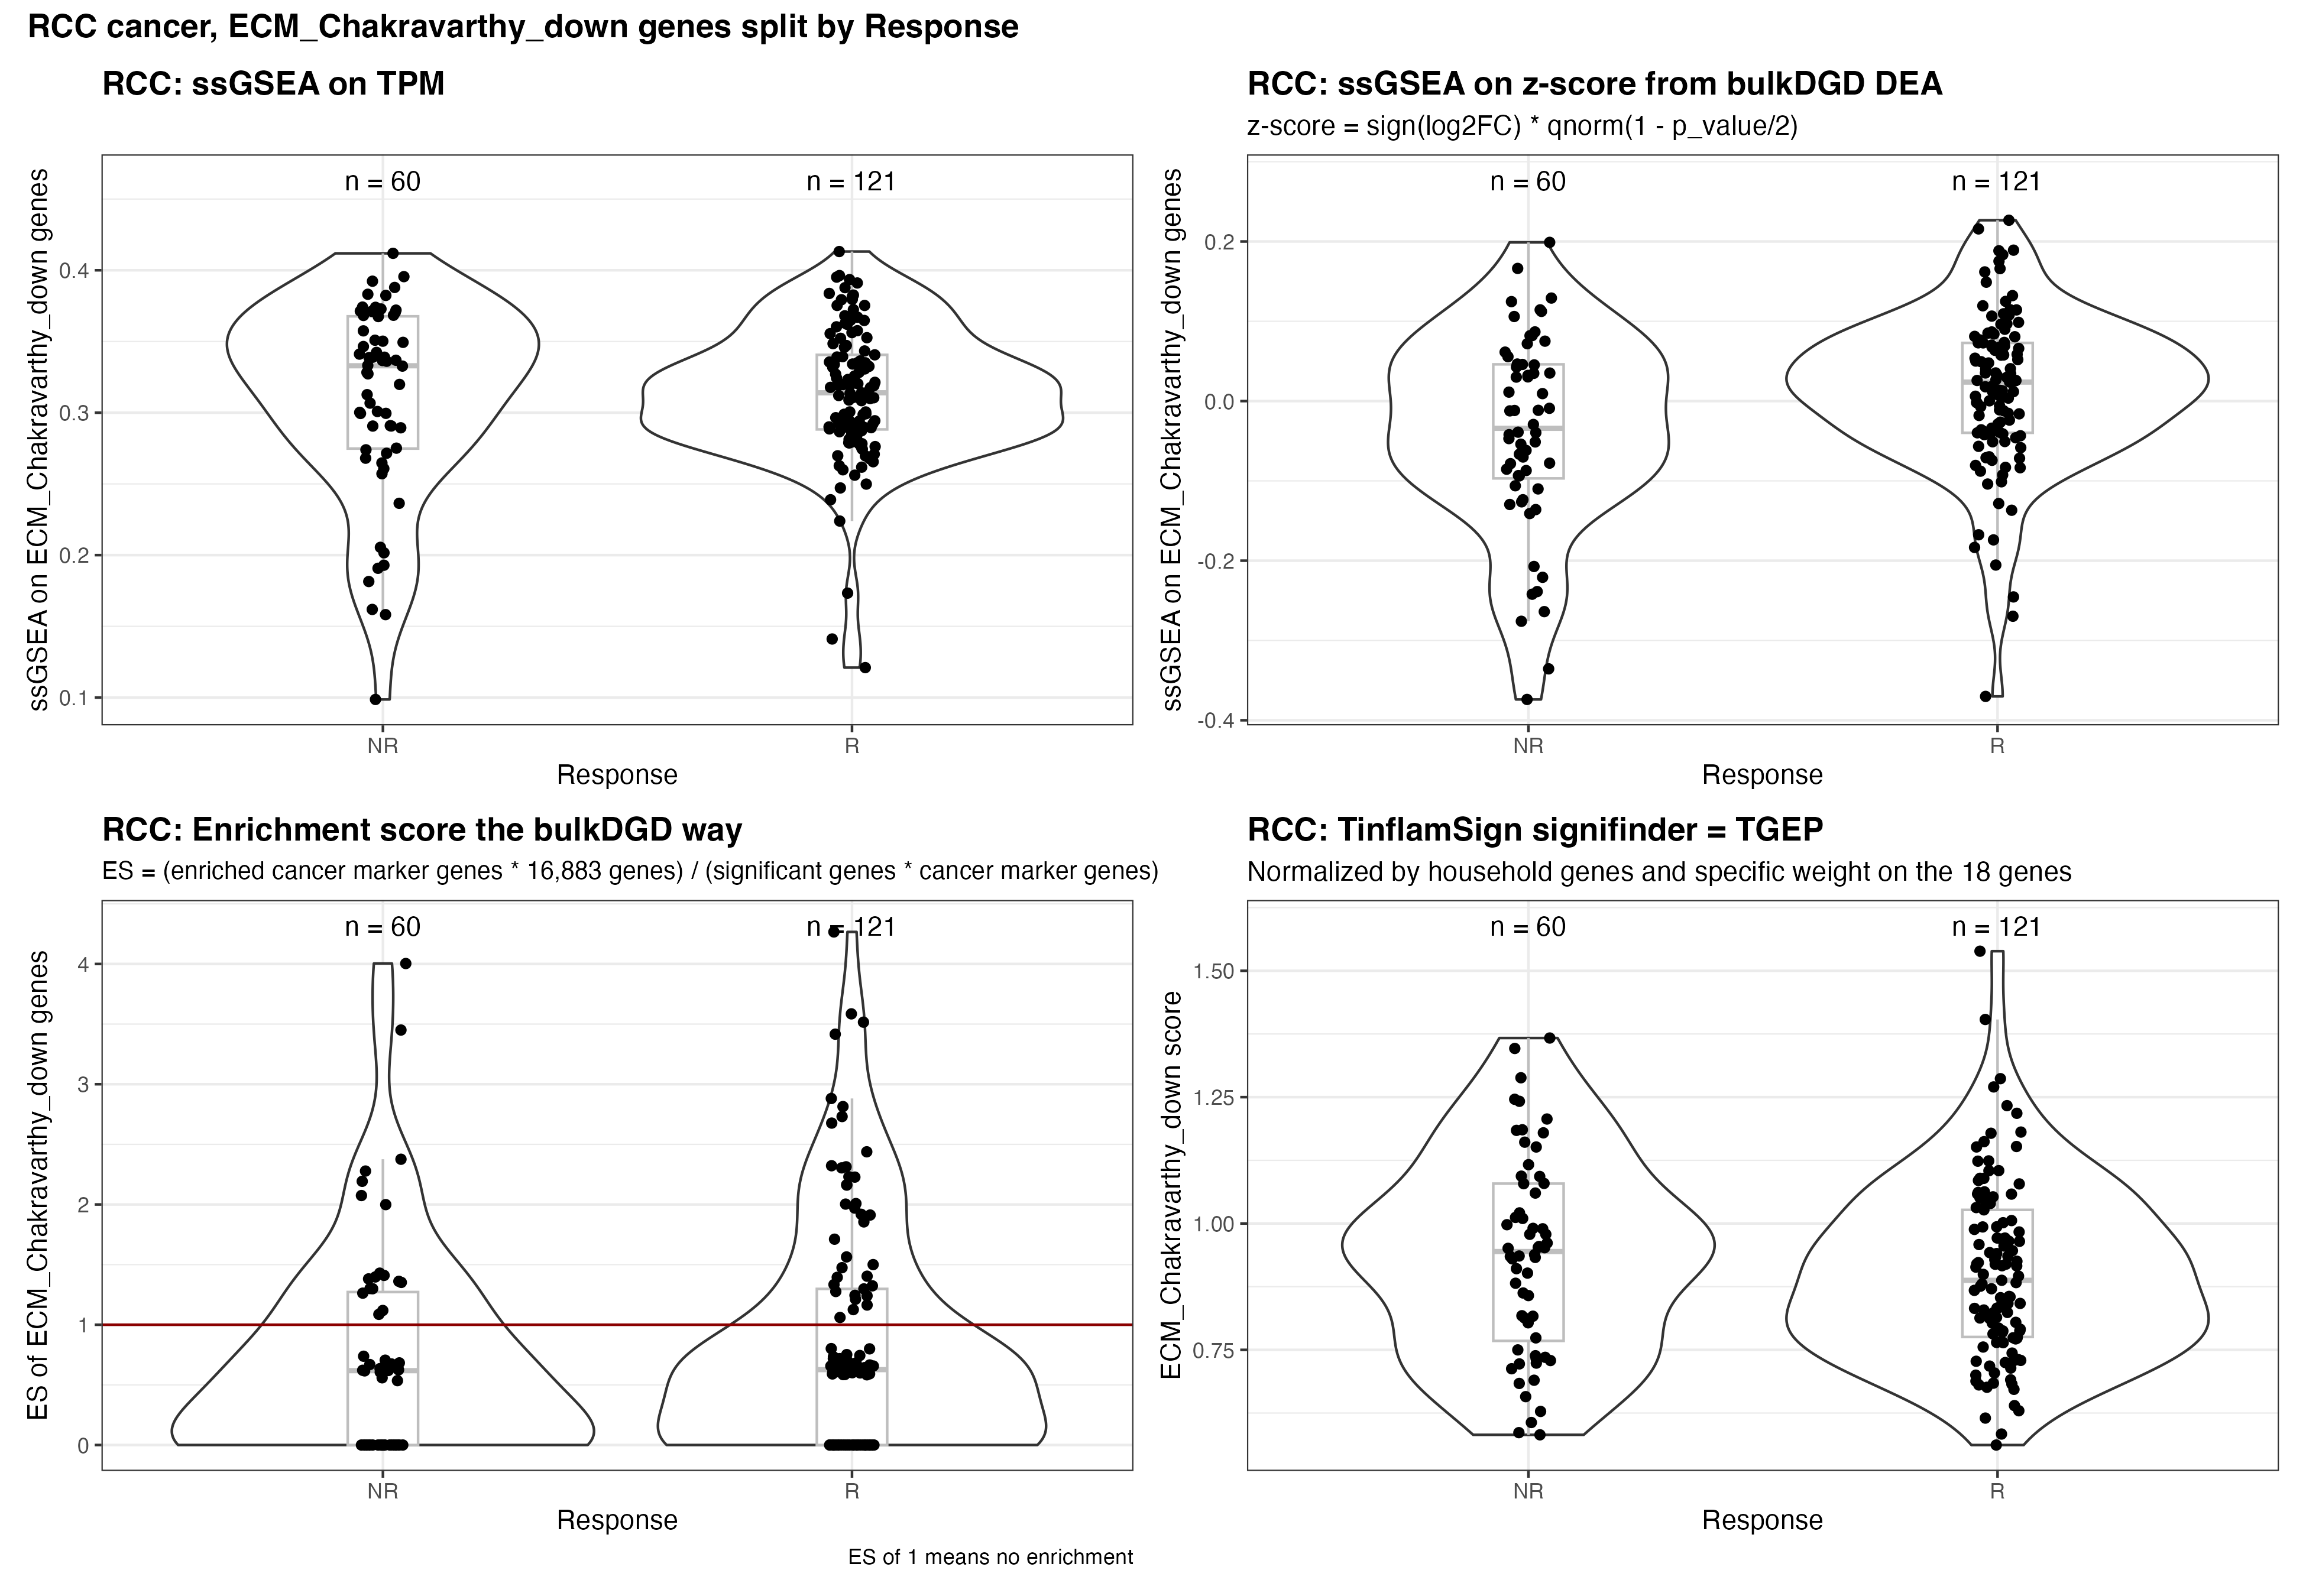 RCC cancer, ECM_Chakravarthy_down genes split by Response
RCC: ssGSEA on TPM
ssGSEA on ECM_Chakravarthy_down genes
0.4
0.3
0.2
0.1
n = 60
n = 121
NR
R
Response
RCC: ssGSEA on z-score from bulkDGD DEA
z-score = sign(log2FC) * qnorm(1 - p_value/2)
ssGSEA on ECM_Chakravarthy_down genes
0.2
0.0
-0.2
-0.4
n = 60
n = 121
NR
R
Response
RCC: Enrichment score the bulkDGD way
ES = (enriched cancer marker genes * 16,883 genes) / (significant genes * cancer marker genes)
ES of ECM_Chakravarthy_down genes
4
3
2
1
0
n = 60
n = 121
NR
R
Response
ES of 1 means no enrichment
RCC: TinflamSign signifinder = TGEP
Normalized by household genes and specific weight on the 18 genes
ECM_Chakravarthy_down score
1.50
1.25
1.00
0.75
n = 60
n = 121
NR
R
Response